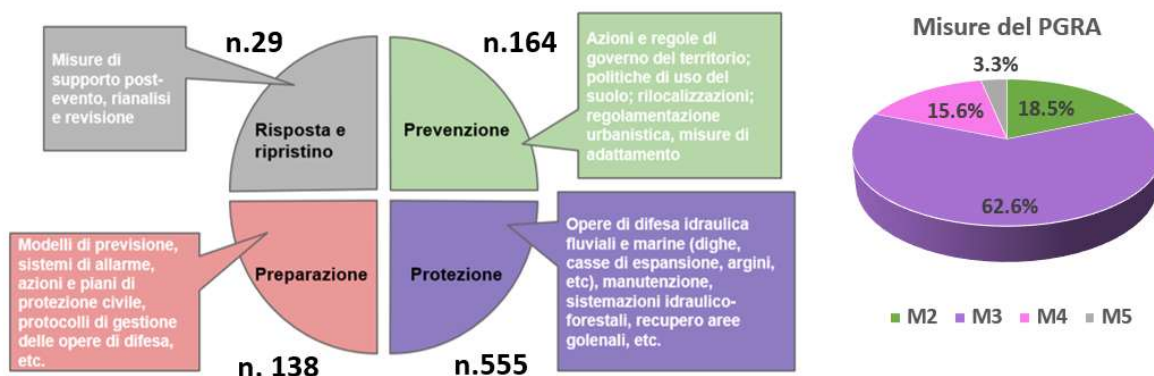 n.29
Misure di
supporto post-
evento, rianalisi
e revisione
Risposta e
ripristino
n.164
Azioni e regole di
governo del territorio;
politiche di uso del
suolo; rilocalizzazioni;
regolamentazione
urbanistica, misure di
adattamento
Prevenzione
Modelli di previsione,
sistemi di allarme,
azioni e piani di
protezione civile,
protocolli di gestione
delle opere di difesa,
etc.
Preparazione
n. 138
Protezione
Opere di difesa idraulica
fluviali e marine (dighe,
casse di espansione, argini,
etc), manutenzione,
sistemazioni idraulico-
forestali, recupero aree
golenali, etc.
n.555
Misure del PGRA
3.3%
15.6%
18.5%
62.6%
M2 M3 M4 M5